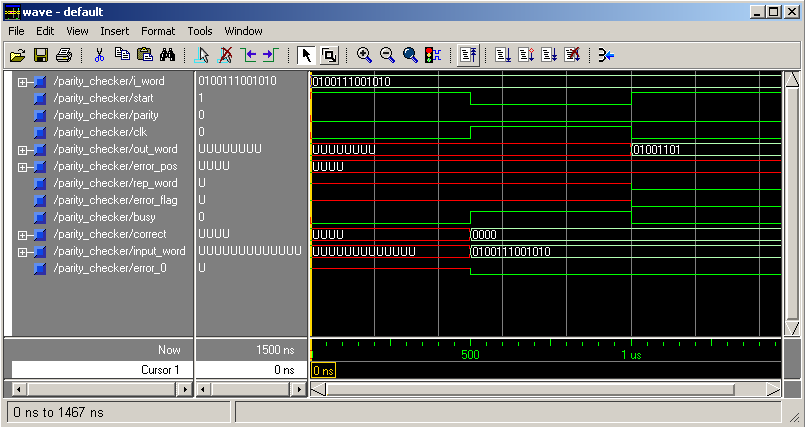 wave - default
File Edit View Insert Format Tools Window
/parity_checker/i_word 0100111001010 0100111001010
/parity_checker/start 1
/parity_checker/parity 0
/parity_checker/clk 0
/parity_checker/out_word UUUUUUUU UUUUUUUU 01001101
/parity_checker/error_pos UUUU UUUU
/parity_checker/rep_word U
/parity_checker/error_flag U
/parity_checker/busy 0
/parity_checker/correct UUUU UUUU 0000
/parity_checker/input_word UUUUUUUUUUUUU UUUUUUUUUUUUU 0100111001010
/parity_checker/error_0 U
Now 1500 ns 500 1 us
Cursor 1 0 ns 0 ns
0 ns to 1467 ns